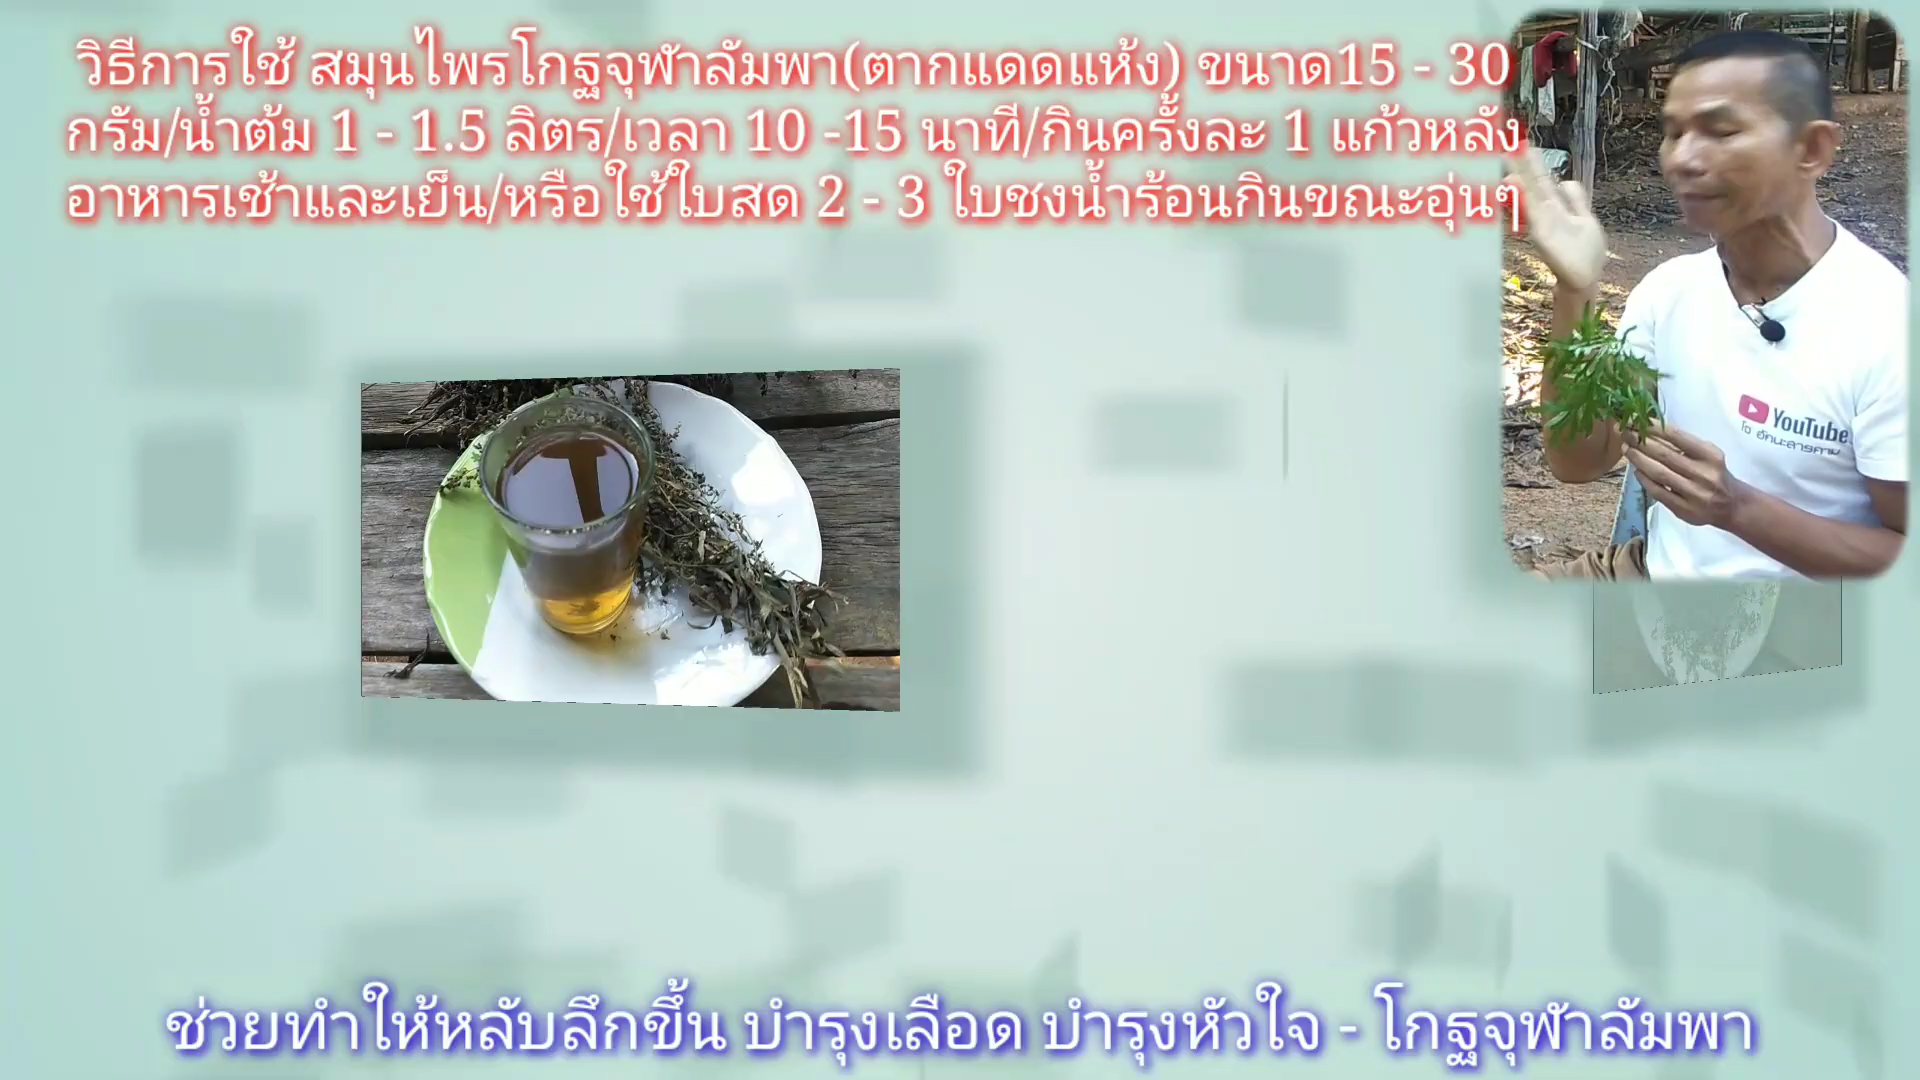 วิธีการใช้ สมุนไพรโกฐจุฬาลัมพา(ตากแดดแห้ง) ขนาด15 - 30
กรัม/น้ำต้ม 1 - 1.5 ลิตร/เวลา 10 -15 นาที/กินครั้งละ 1 แก้วหลัง
อาหารเช้าและเย็น/หรือใช้ใบสด 2 - 3 ใบชงน้ำร้อนกินขณะอุ่นๆ
YouTube
ช่วยทำให้หลับลึกขึ้น บำรุงเลือด บำรุงหัวใจ - โกฐจุฬาลัมพา